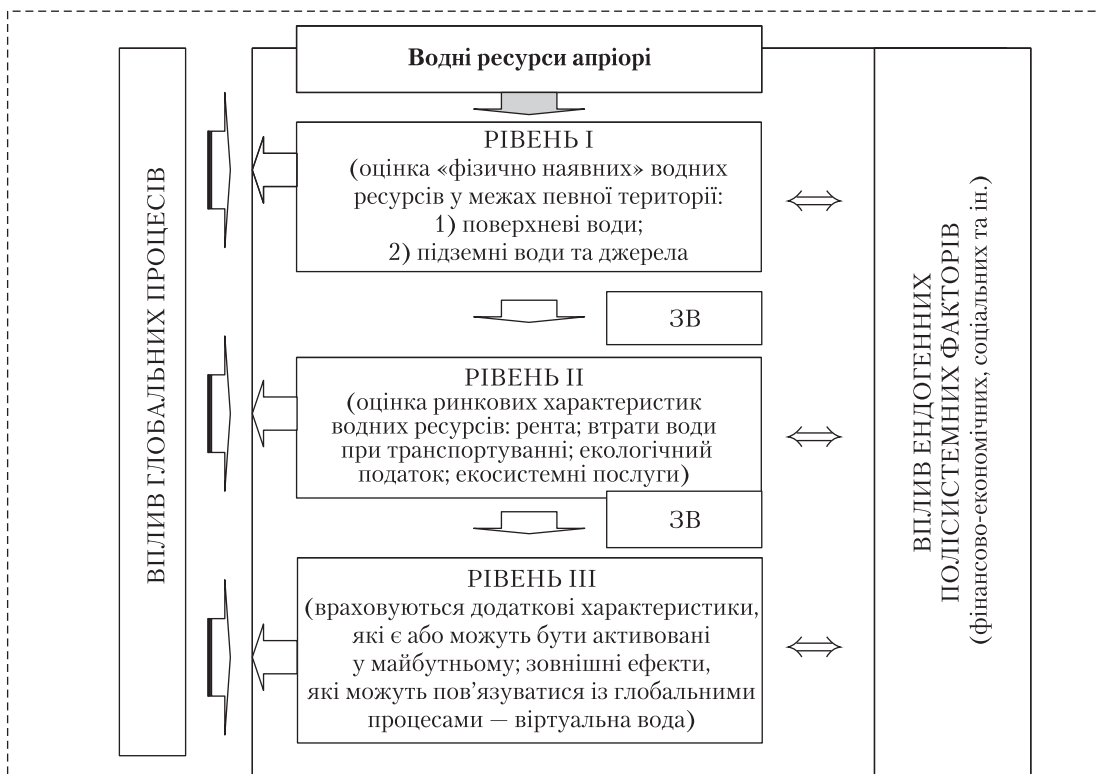 Водні ресурси апріорі
ВПЛИВ ГЛОБАЛЬНИХ ПРОЦЕСІВ
РІВЕНЬ І
(оцінка «фізично наявних» водних
ресурсів у межах певної території:
1) поверхневі води;
2) підземні води та джерела
ЗВ
РІВЕНЬ ІІ
(оцінка ринкових характеристик
водних ресурсів: рента; втрати води
при транспортуванні; екологічний
податок; екосистемні послуги)
ЗВ
РІВЕНЬ ІІІ
(враховуються додаткові характеристики,
які є або можуть бути активовані
у майбутньому; зовнішні ефекти,
які можуть пов’язуватися із глобальними
процесами — віртуальна вода)
ВПЛИВ ЕНДОГЕННИХ
ПОЛІСИСТЕМНИХ ФАКТОРІВ
(фінансово-економічних, соціальних та ін.)